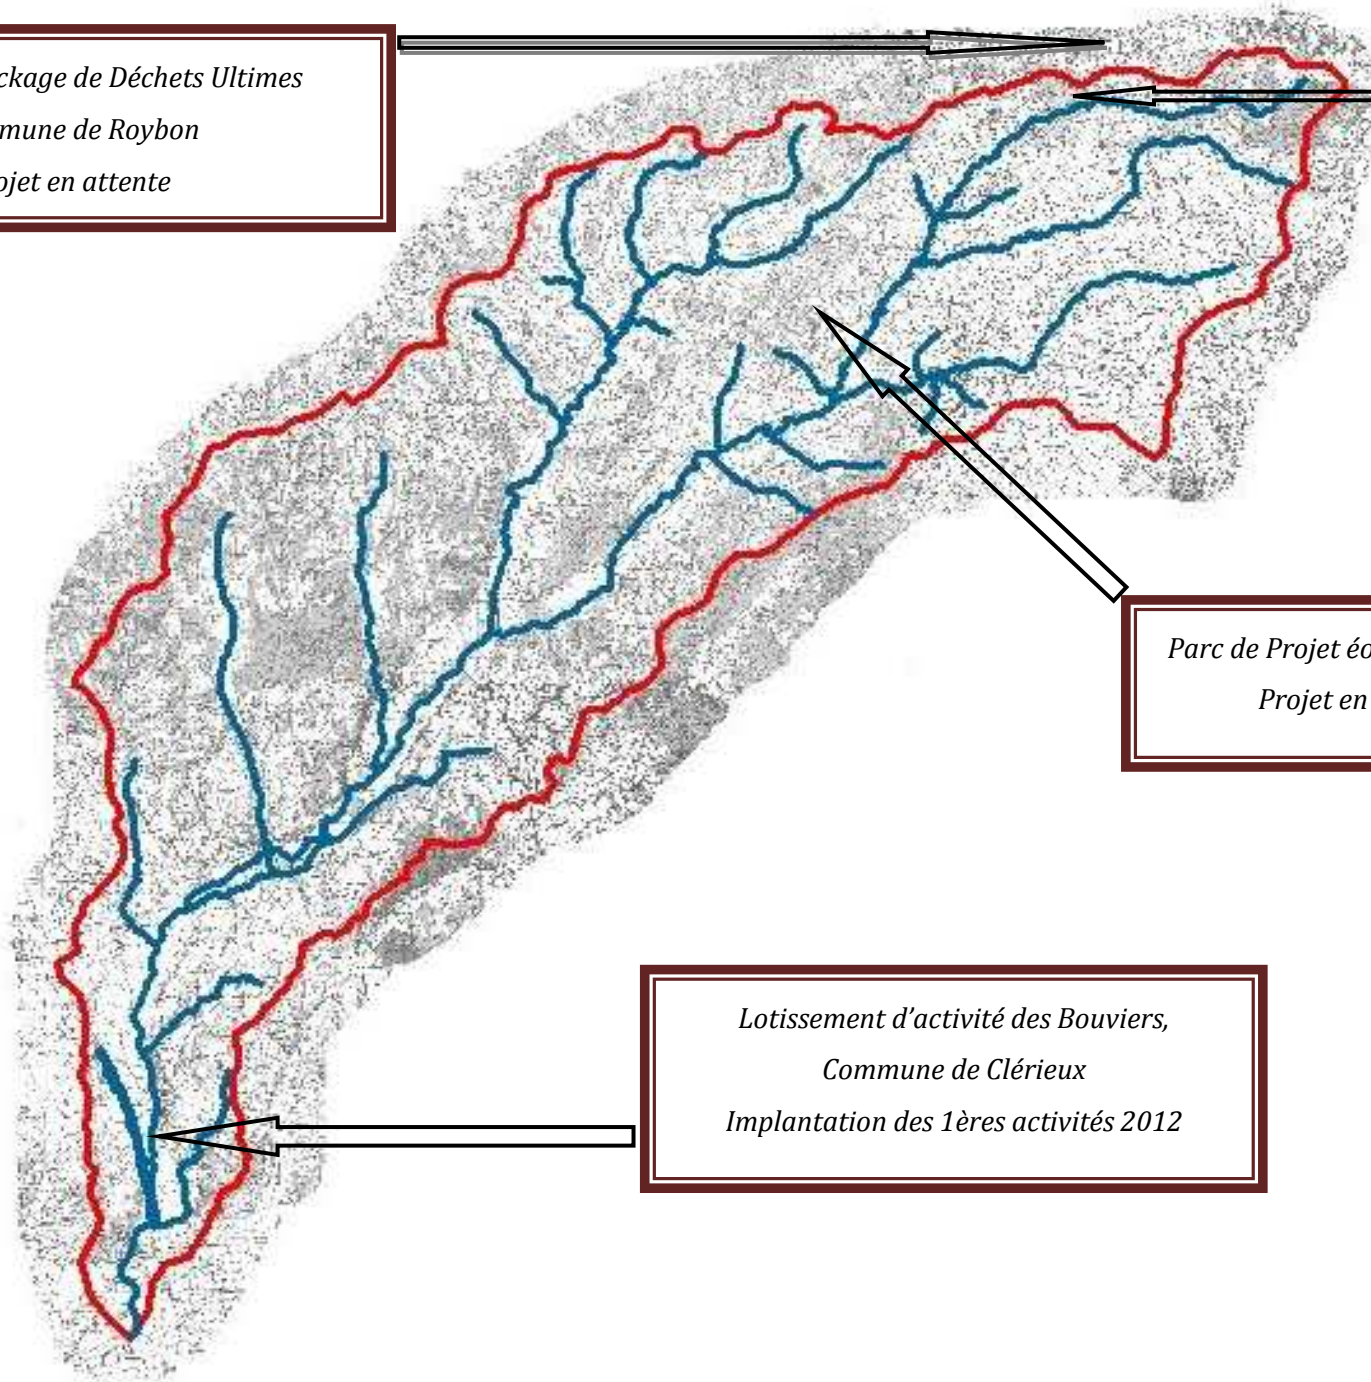 ckage de Déchets Ultimes
mune de Roybon
ojet en attente
Parc de Projet éo
Projet en
Lotissement d'activité des Bouviers,
Commune de Clérieux
Implantation des 1ères activités 2012